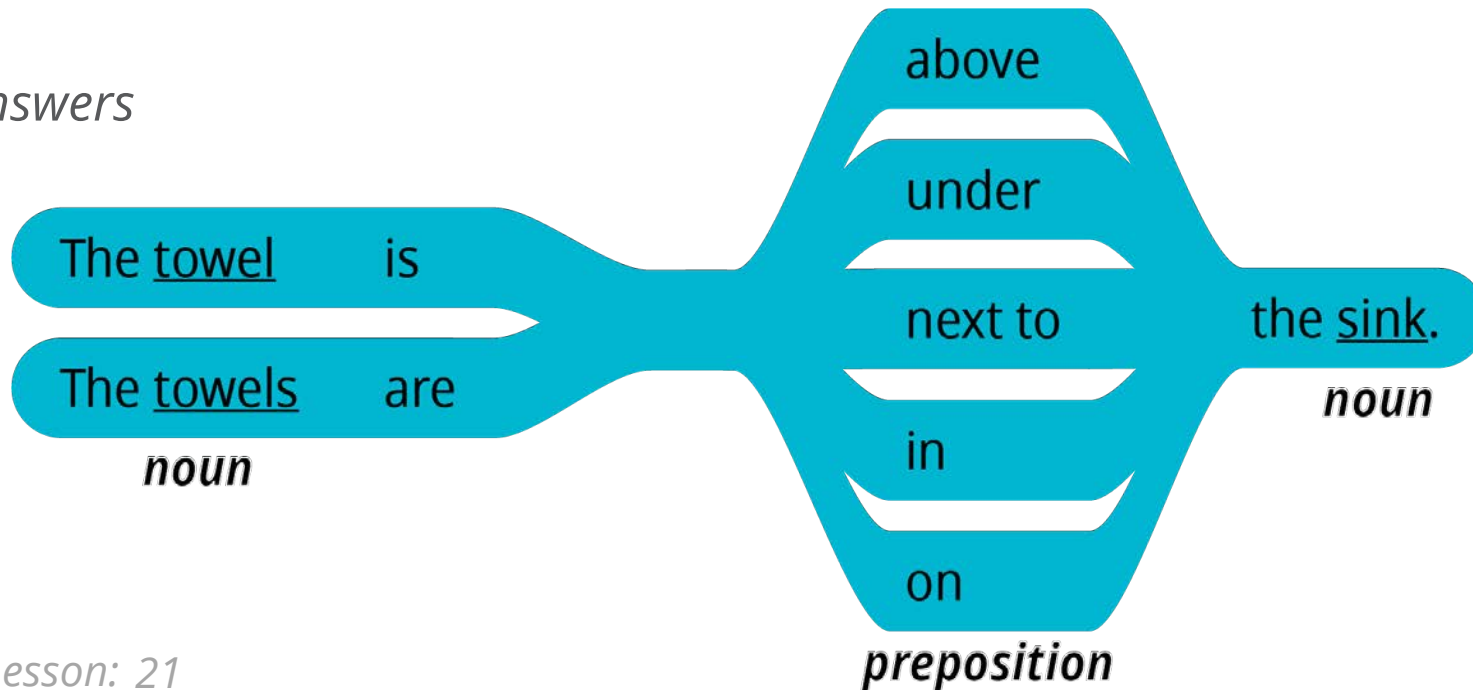 nswers
The towel is
The towels are
noun
above
under
next to
in
on
preposition
the sink.
noun
esson: 21